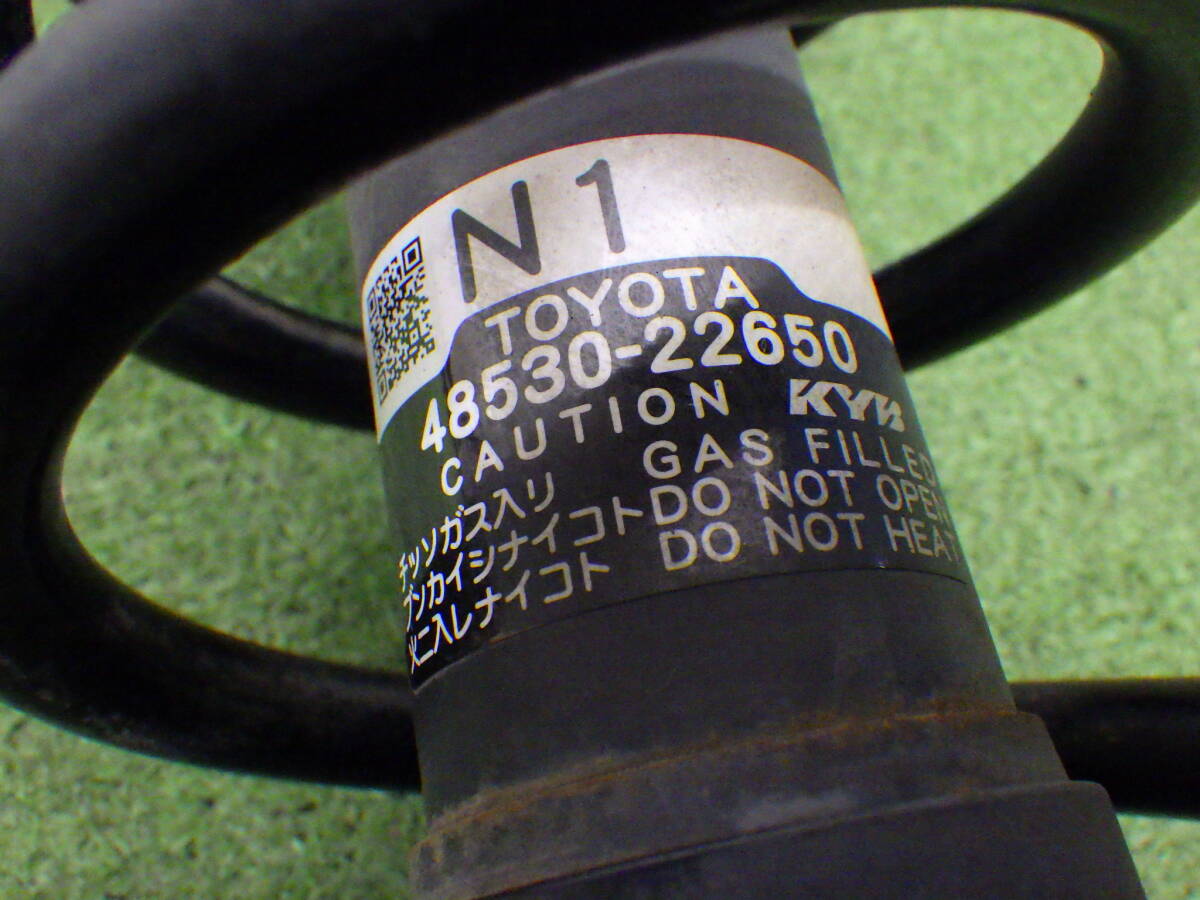 N1
TOYOTA
48530-22650
CAUTION KYB
チッソガス入リ GAS FILLED
ブンカイシナイコト DO NOT OPEN
火ニ入レナイコト DO NOT HEAT